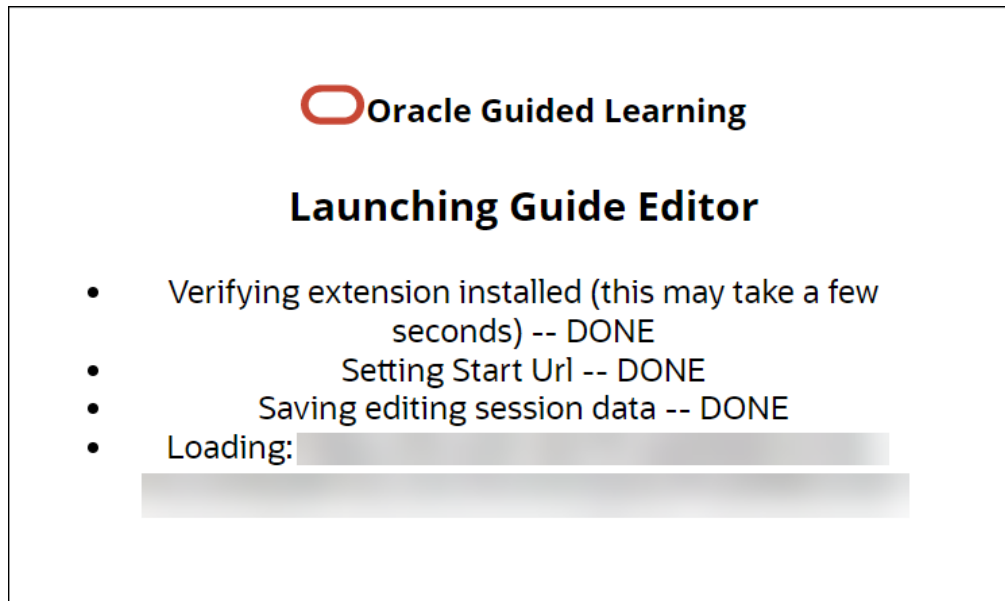 Oracle Guided Learning
Launching Guide Editor
• Verifying extension installed (this may take a few
seconds) -- DONE
• Setting Start Url -- DONE
• Saving editing session data -- DONE
• Loading: